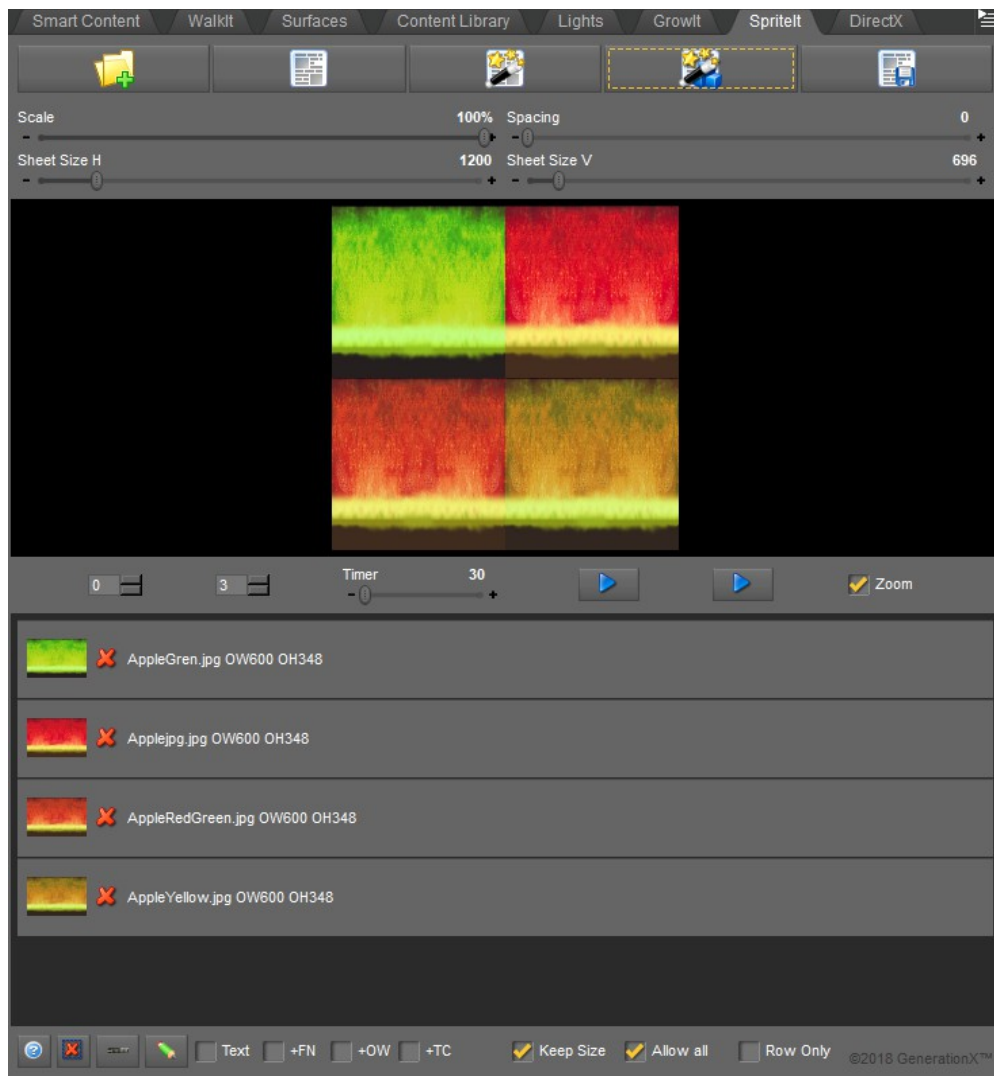 Smart Content WalkIt Surfaces Content Library Lights GrowIt SpriteIt DirectX
Scale 100% Spacing 0
- + - +
Sheet Size H 1200 Sheet Size V 696
- + - +
0 3 Timer 30 Zoom
- +
AppleGren.jpg OW600 OH348
Applejpg.jpg OW600 OH348
AppleRedGreen.jpg OW600 OH348
AppleYellow.jpg OW600 OH348
Text +FN +OW +TC Keep Size Allow all Row Only ©2018 GenerationX™